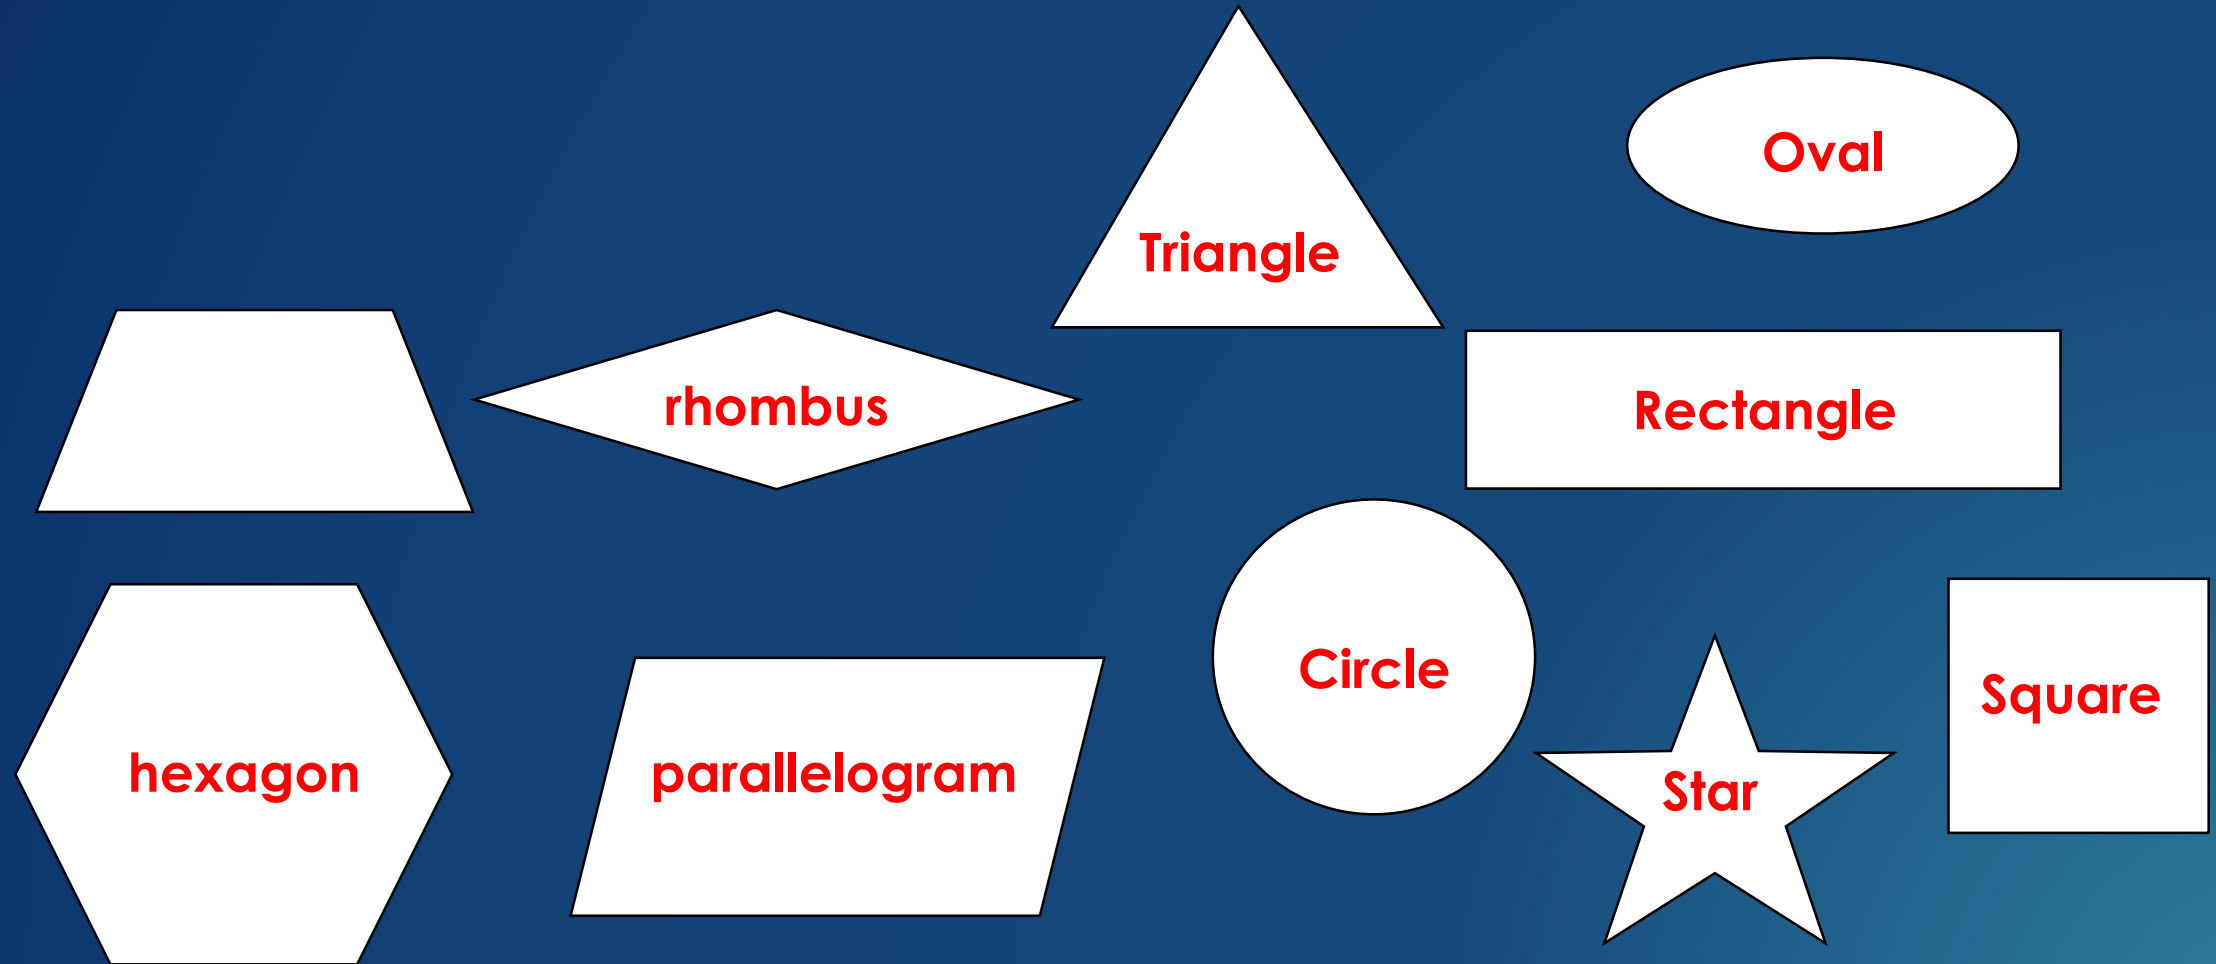 Oval
Triangle
rhombus
Rectangle
Circle
Square
hexagon
parallelogram
Star